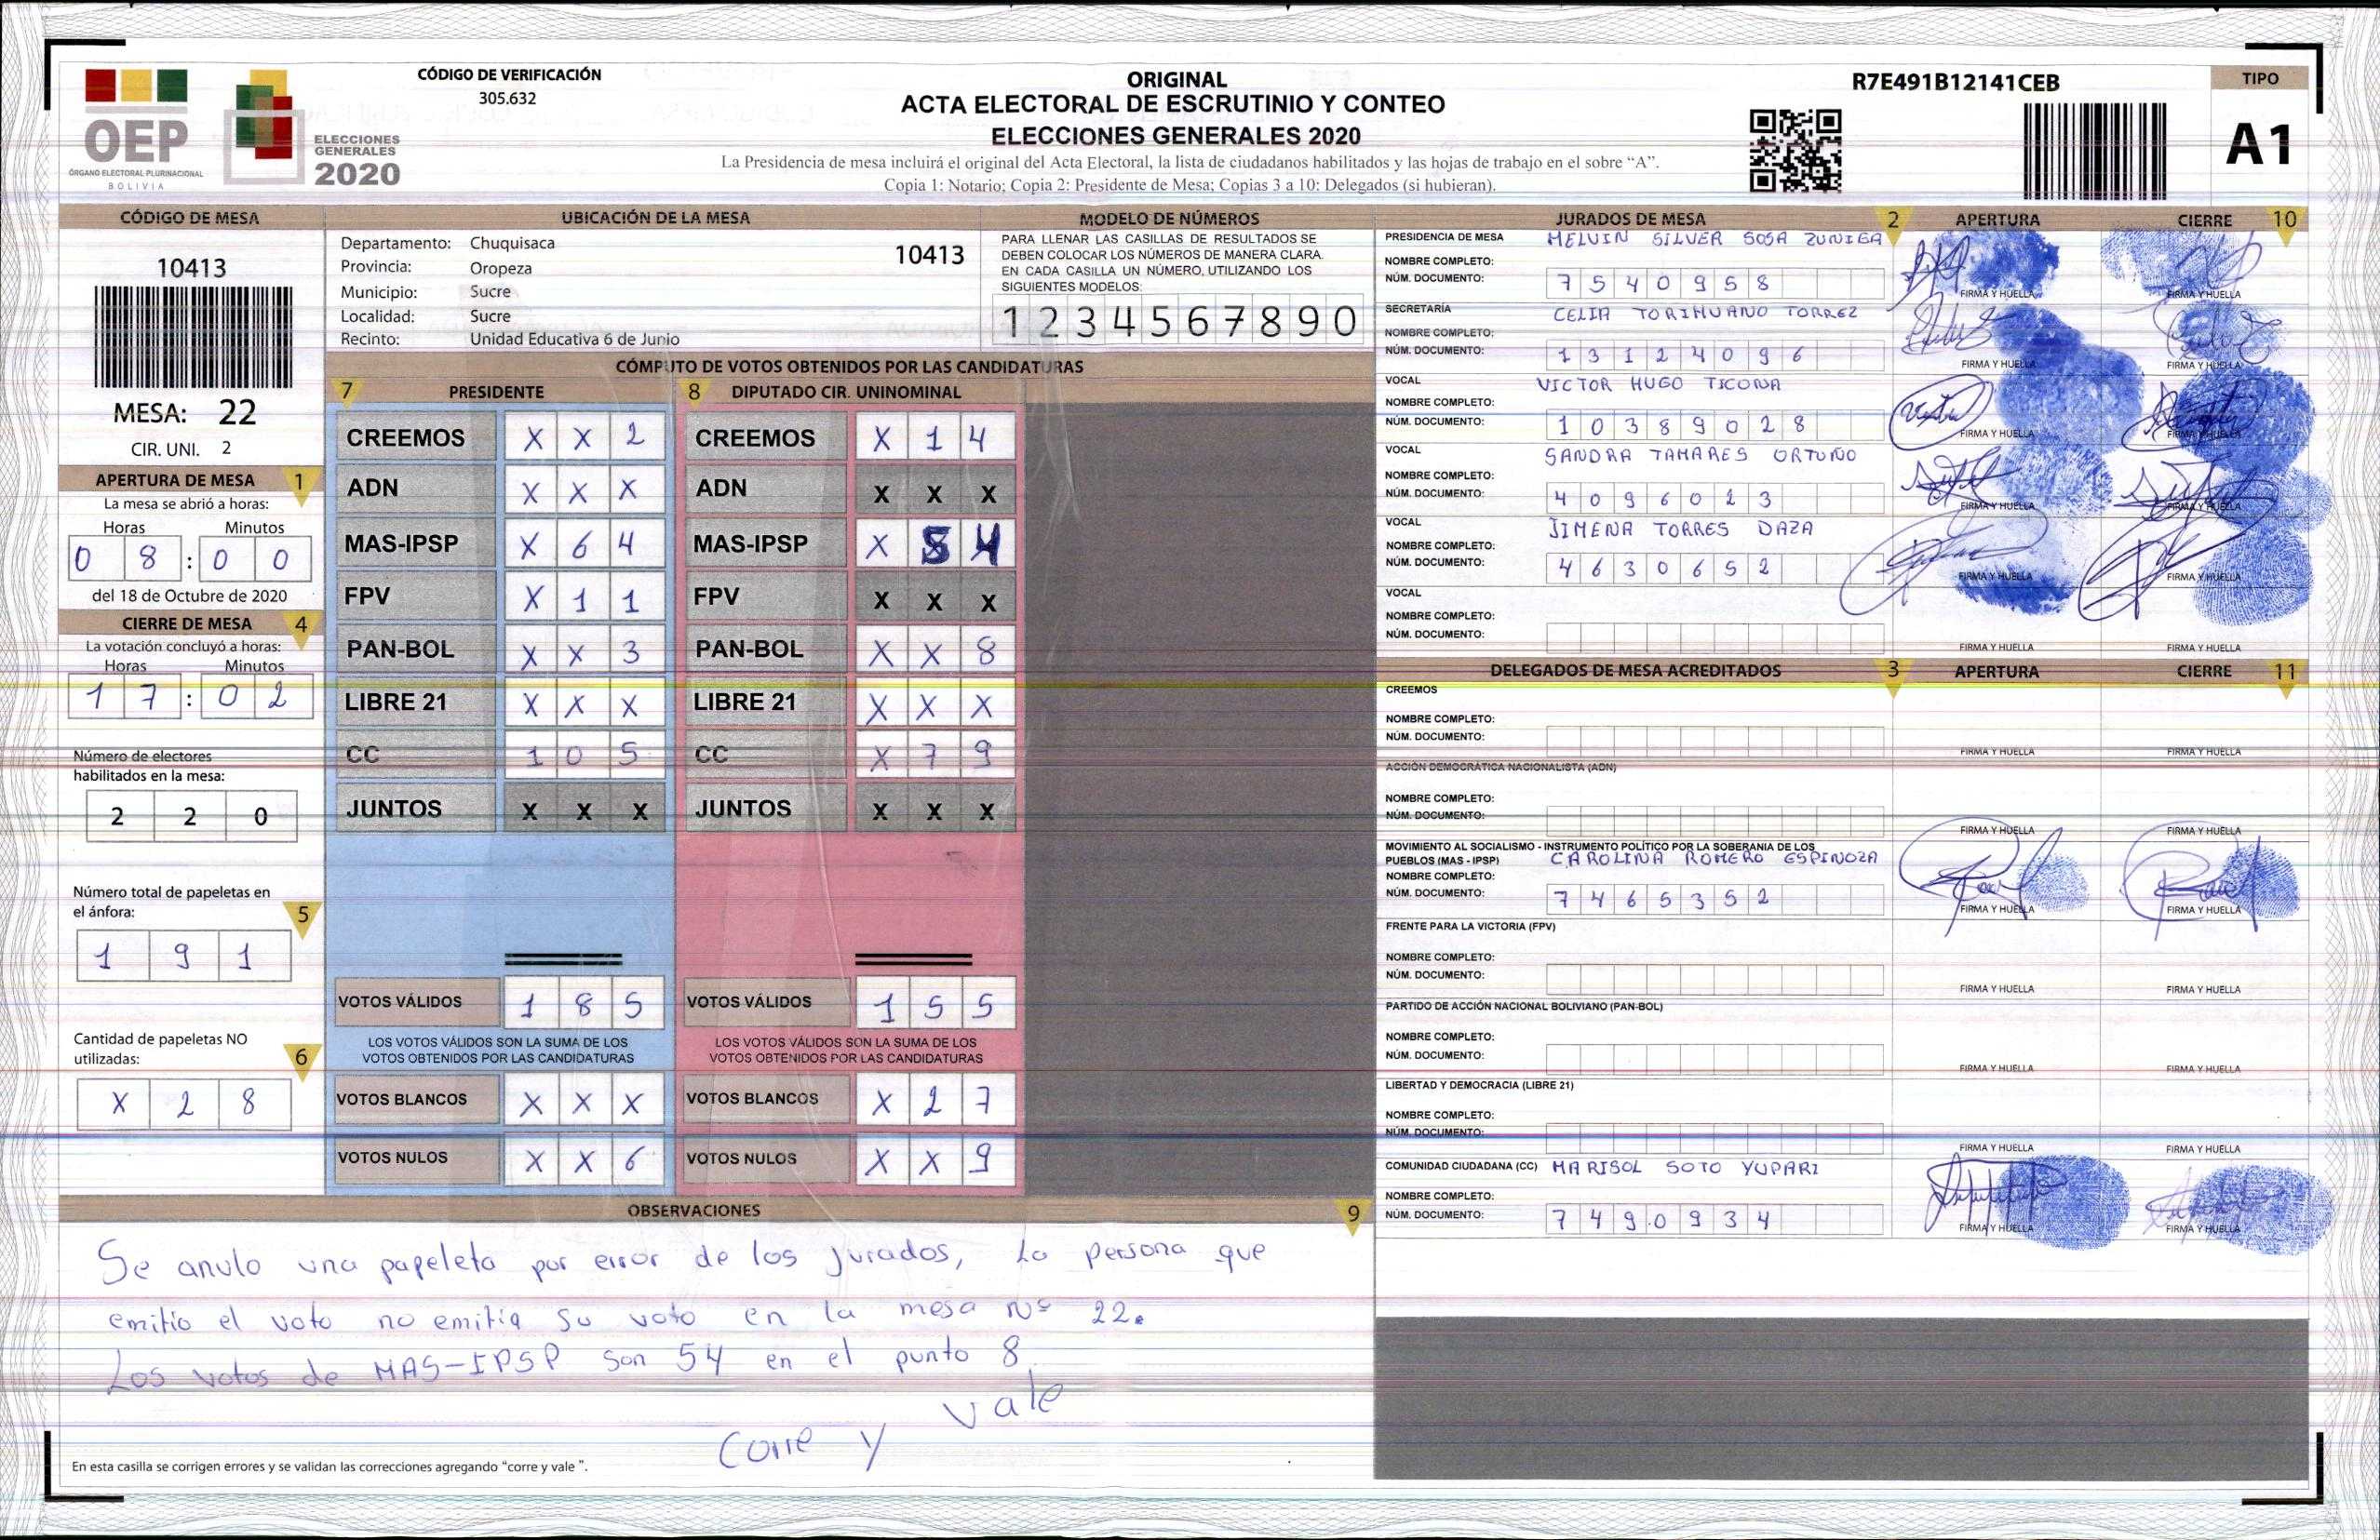 CÓDIGO DE VERIFICACIÓN
305.632
OEP
ÓRGANO ELECTORAL PLURINACIONAL
BOLIVIA
ELECCIONES
GENERALES
2020
ORIGINAL
ACTA ELECTORAL DE ESCRUTINIO Y CONTEO
ELECCIONES GENERALES 2020
La Presidencia de mesa incluirá el original del Acta Electoral, la lista de ciudadanos habilitados y las hojas de trabajo en el sobre “A”.
Copia 1: Notario; Copia 2: Presidente de Mesa; Copias 3 a 10: Delegados (si hubieran).
R7E491B12141CEB
TIPO
A1
CÓDIGO DE MESA
10413
MESA: 22
CIR. UNI. 2
APERTURA DE MESA 1
La mesa se abrió a horas:
Horas Minutos
0 8 : 0 0
del 18 de Octubre de 2020
CIERRE DE MESA 4
La votación concluyó a horas:
Horas Minutos
1 7 : 0 2
Número de electores
habilitados en la mesa:
2 2 0
Número total de papeletas en
el ánfora: 5
1 9 1
Cantidad de papeletas NO
utilizadas: 6
X 2 8
UBICACIÓN DE LA MESA
Departamento: Chuquisaca 10413
Provincia: Oropeza
Municipio: Sucre
Localidad: Sucre
Recinto: Unidad Educativa 6 de Junio
MODELO DE NÚMEROS
PARA LLENAR LAS CASILLAS DE RESULTADOS SE
DEBEN COLOCAR LOS NÚMEROS DE MANERA CLARA.
EN CADA CASILLA UN NÚMERO, UTILIZANDO LOS
SIGUIENTES MODELOS:
1 2 3 4 5 6 7 8 9 0
CÓMPUTO DE VOTOS OBTENIDOS POR LAS CANDIDATURAS
7 PRESIDENTE
CREEMOS X X 2
ADN X X X
MAS-IPSP X 6 4
FPV X 1 1
PAN-BOL X X 3
LIBRE 21 X X X
CC 1 0 5
JUNTOS X X X
VOTOS VÁLIDOS 1 8 5
LOS VOTOS VÁLIDOS SON LA SUMA DE LOS
VOTOS OBTENIDOS POR LAS CANDIDATURAS
VOTOS BLANCOS X X X
VOTOS NULOS X X 6
8 DIPUTADO CIR. UNINOMINAL
CREEMOS X 1 4
ADN X X X
MAS-IPSP X 5 4
FPV X X X
PAN-BOL X X 8
LIBRE 21 X X X
CC X 7 9
JUNTOS X X X
VOTOS VÁLIDOS 1 5 5
LOS VOTOS VÁLIDOS SON LA SUMA DE LOS
VOTOS OBTENIDOS POR LAS CANDIDATURAS
VOTOS BLANCOS X 2 7
VOTOS NULOS X X 9
OBSERVACIONES 9
Se anulo una papeleta por error de los jurados, La persona que
emitio el voto no emitia su voto en la mesa Nº 22.
Los votos de MAS-IPSP son 54 en el punto 8
Corre y vale
En esta casilla se corrigen errores y se validan las correcciones agregando “corre y vale ”.
JURADOS DE MESA 2 APERTURA CIERRE 10
PRESIDENCIA DE MESA MELVIN SILVER SOSA ZUNIGA
NOMBRE COMPLETO:
NÚM. DOCUMENTO: 7 5 4 0 9 5 8
FIRMA Y HUELLA FIRMA Y HUELLA
SECRETARÍA CELIA TORIHUANO TORREZ
NOMBRE COMPLETO:
NÚM. DOCUMENTO: 1 3 1 2 4 0 9 6
FIRMA Y HUELLA FIRMA Y HUELLA
VOCAL VICTOR HUGO TICONA
NOMBRE COMPLETO:
NÚM. DOCUMENTO: 1 0 3 8 9 0 2 8
FIRMA Y HUELLA FIRMA Y HUELLA
VOCAL SANDRA TAMARES ORTUÑO
NOMBRE COMPLETO:
NÚM. DOCUMENTO: 4 0 9 6 0 2 3
FIRMA Y HUELLA FIRMA Y HUELLA
VOCAL JIMENA TORRES DAZA
NOMBRE COMPLETO:
NÚM. DOCUMENTO: 4 6 3 0 6 5 2
FIRMA Y HUELLA FIRMA Y HUELLA
VOCAL
NOMBRE COMPLETO:
NÚM. DOCUMENTO:
FIRMA Y HUELLA FIRMA Y HUELLA
DELEGADOS DE MESA ACREDITADOS 3 APERTURA CIERRE 11
CREEMOS
NOMBRE COMPLETO:
NÚM. DOCUMENTO:
FIRMA Y HUELLA FIRMA Y HUELLA
ACCIÓN DEMOCRÁTICA NACIONALISTA (ADN)
NOMBRE COMPLETO:
NÚM. DOCUMENTO:
FIRMA Y HUELLA FIRMA Y HUELLA
MOVIMIENTO AL SOCIALISMO - INSTRUMENTO POLÍTICO POR LA SOBERANIA DE LOS
PUEBLOS (MAS - IPSP) CAROLINA ROMERO ESPINOZA
NOMBRE COMPLETO:
NÚM. DOCUMENTO: 7 4 6 5 3 5 2
FIRMA Y HUELLA FIRMA Y HUELLA
FRENTE PARA LA VICTORIA (FPV)
NOMBRE COMPLETO:
NÚM. DOCUMENTO:
FIRMA Y HUELLA FIRMA Y HUELLA
PARTIDO DE ACCIÓN NACIONAL BOLIVIANO (PAN-BOL)
NOMBRE COMPLETO:
NÚM. DOCUMENTO:
FIRMA Y HUELLA FIRMA Y HUELLA
LIBERTAD Y DEMOCRACIA (LIBRE 21)
NOMBRE COMPLETO:
NÚM. DOCUMENTO:
FIRMA Y HUELLA FIRMA Y HUELLA
COMUNIDAD CIUDADANA (CC) MARISOL SOTO YUPARI
NOMBRE COMPLETO:
NÚM. DOCUMENTO: 7 4 9 0 9 3 4
FIRMA Y HUELLA FIRMA Y HUELLA